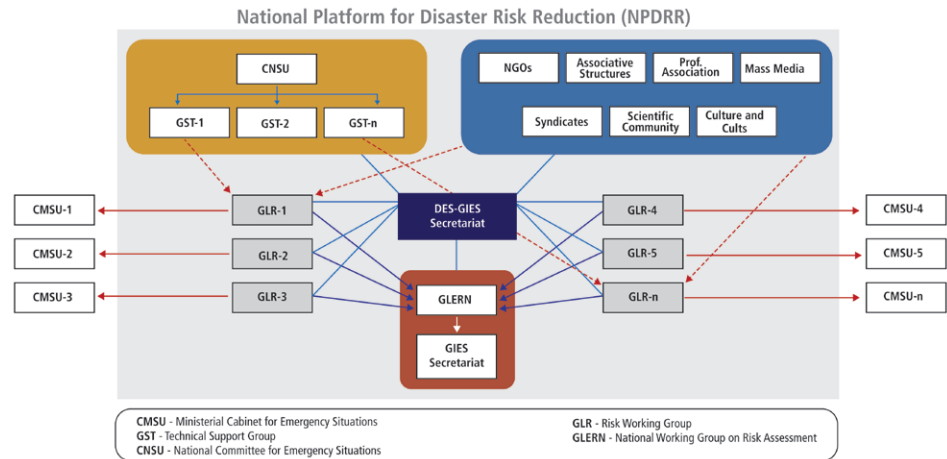 National Platform for Disaster Risk Reduction (NPDRR)
CNSU
GST-1
GST-2
GST-n
NGOs
Associative
Structures
Prof.
Association
Mass Media
Syndicates
Scientific
Community
Culture and
Cults
CMSU-1
CMSU-2
CMSU-3
GLR-1
GLR-2
GLR-3
DES-GIES
Secretariat
GLERN
GIES
Secretariat
GLR-4
GLR-5
GLR-n
CMSU-4
CMSU-5
CMSU-n
CMSU - Ministerial Cabinet for Emergency Situations
GST - Technical Support Group
CNSU - National Committee for Emergency Situations
GLR - Risk Working Group
GLERN - National Working Group on Risk Assessment